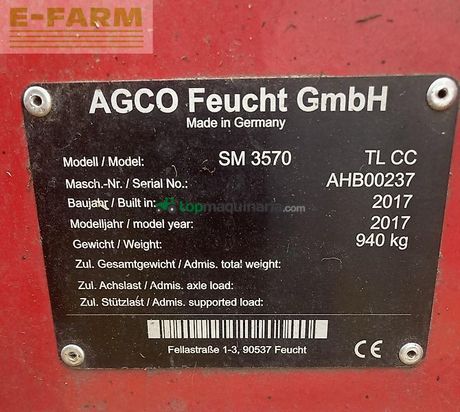 E-FARM
AGCO Feucht GmbH
Made in Germany
Modell / Model: SM 3570 TL CC
Masch.-Nr. / Serial No.: AHB00237
Baujahr / Built in: 2017
topmaquinaria.com
Modelljahr / model year: 2017
Gewicht / Weight: 940 kg
Zul. Gesamtgewicht / Admis. total weight:
Zul. Achslast / Admis. axle load:
Zul. Stützlast / Admis. supported load:
Fellastraße 1-3, 90537 Feucht
CE